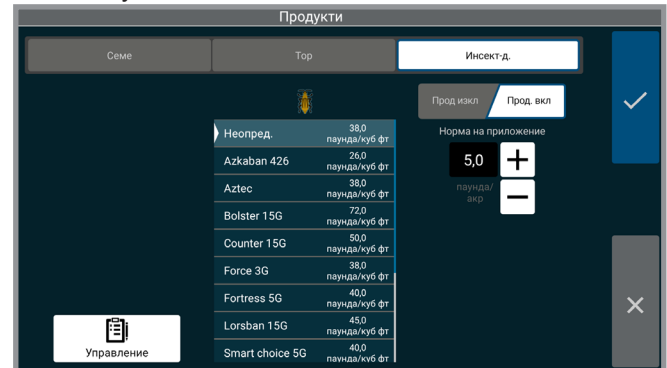 Продукти
Семе
Тор
Инсект-д.
Прод изкл
Прод. вкл
Неопред.
38,0
паунда/куб фт
Норма на приложение
Azkaban 426
26,0
паунда/куб фт
5,0
Aztec
38,0
паунда/куб фт
паунда/
акр
Bolster 15G
72,0
паунда/куб фт
Counter 15G
50,0
паунда/куб фт
Force 3G
38,0
паунда/куб фт
Fortress 5G
40,0
паунда/куб фт
Lorsban 15G
45,0
паунда/куб фт
Smart choice 5G
40,0
паунда/куб фт
Управление